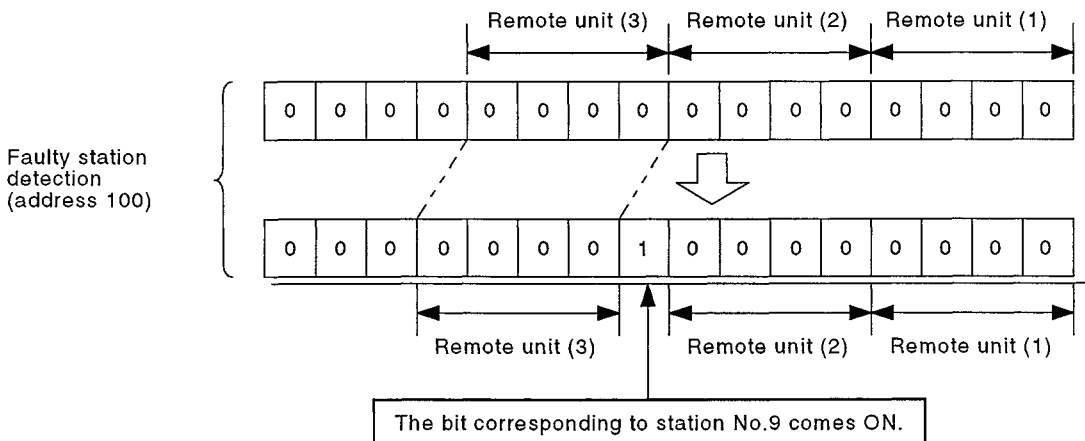 Remote unit (3) Remote unit (2) Remote unit (1)
0 0 0 0 0 0 0 0 0 0 0 0 0 0 0 0
Faulty station
detection
(address 100)
0 0 0 0 0 0 0 1 0 0 0 0 0 0 0 0
Remote unit (3) Remote unit (2) Remote unit (1)
The bit corresponding to station No.9 comes ON.